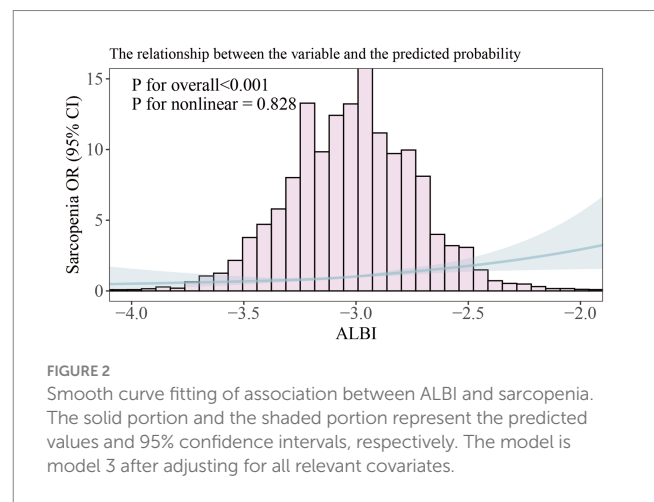 The relationship between the variable and the predicted probability
P for overall<0.001
P for nonlinear = 0.828
Sarcopenia OR (95% CI)
15
10
5
0
−4.0 −3.5 −3.0 −2.5 −2.0
ALBI
FIGURE 2
Smooth curve fitting of association between ALBI and sarcopenia.
The solid portion and the shaded portion represent the predicted
values and 95% confidence intervals, respectively. The model is
model 3 after adjusting for all relevant covariates.